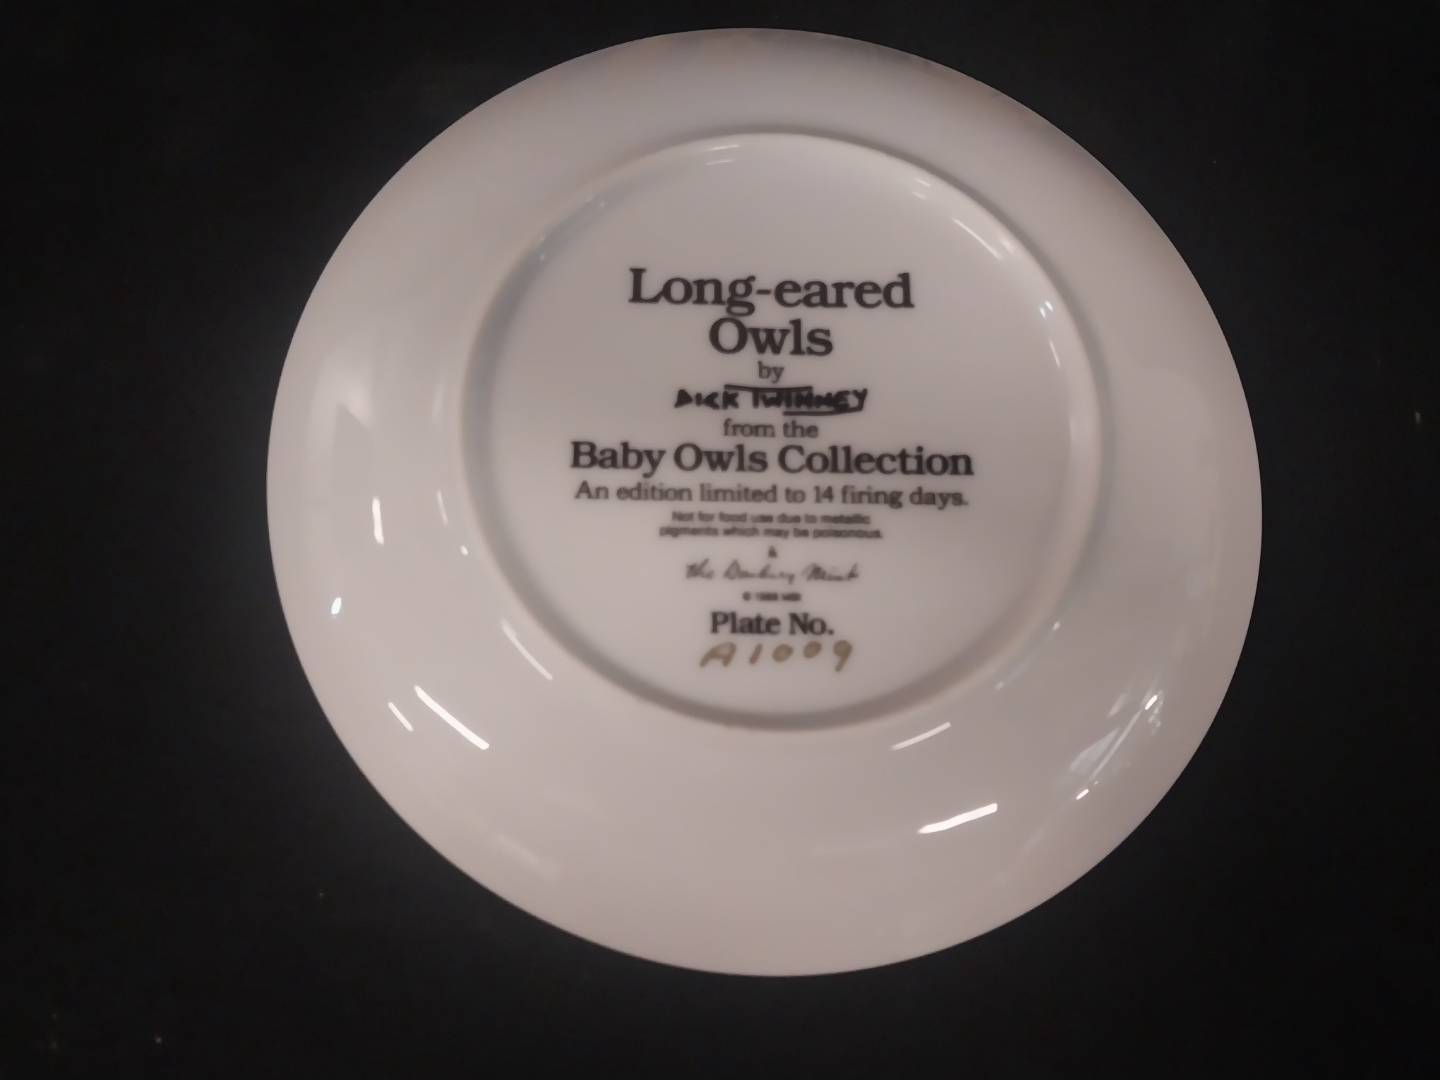 Long-eared
Owls
by
DICK TWINNEY
from the
Baby Owls Collection
An edition limited to 14 firing days.
Not for food use due to metallic
pigments which may be poisonous.
the Danbury Mint
©
Plate No.
A1009